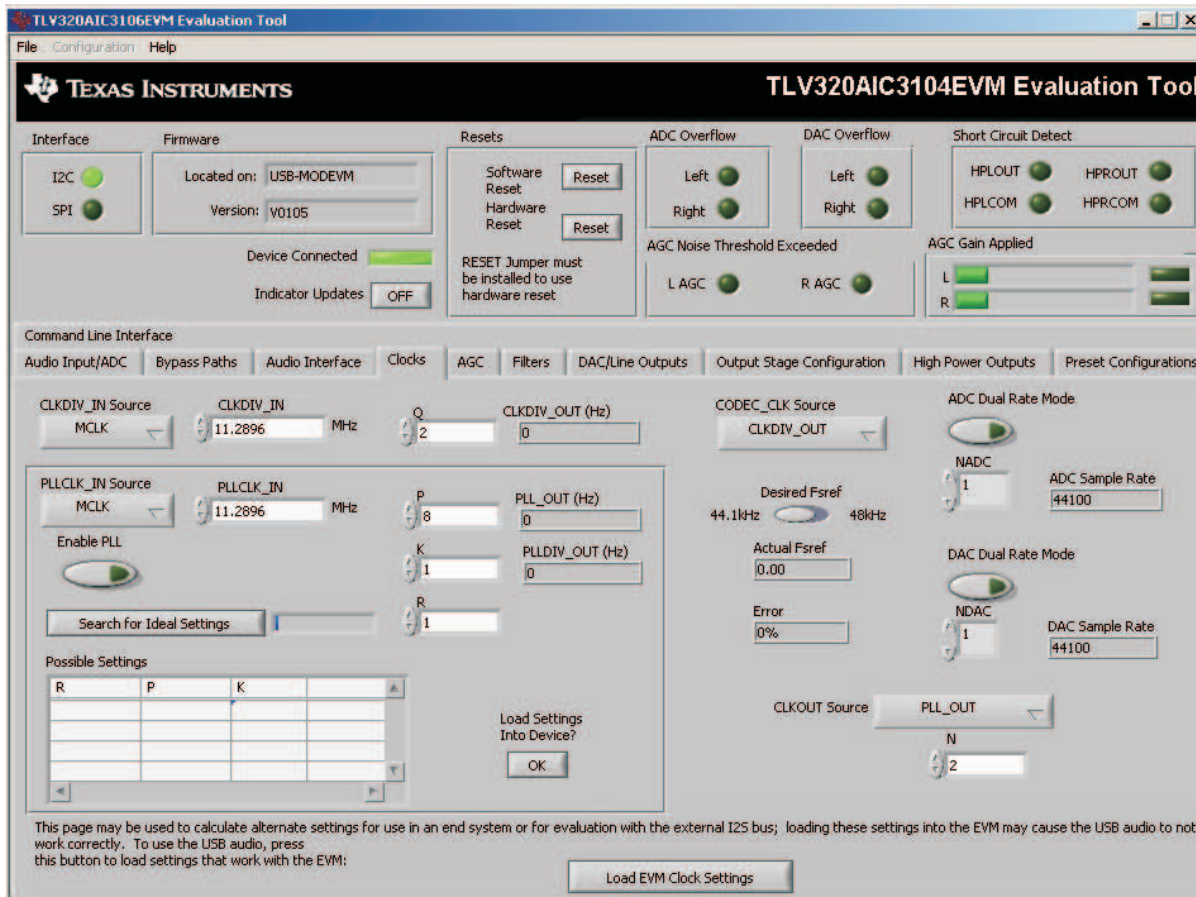 TLV320AIC3106EVM Evaluation Tool
File Configuration Help
TEXAS INSTRUMENTS
TLV320AIC3104EVM Evaluation Tool
Interface
I2C
SPI
Firmware
Located on: USB-MODEVM
Version: V0105
Device Connected
Indicator Updates OFF
Resets
Software
Reset
Reset
Hardware
Reset
Reset
RESET Jumper must
be installed to use
hardware reset
ADC Overflow
Left
Right
DAC Overflow
Left
Right
Short Circuit Detect
HPLOUT HPROUT
HPLCOM HPRCOM
AGC Noise Threshold Exceeded
L AGC R AGC
AGC Gain Applied
L
R
Command Line Interface
Audio Input/ADC Bypass Paths Audio Interface Clocks AGC Filters DAC/Line Outputs Output Stage Configuration High Power Outputs Preset Configurations
CLKDIV_IN Source
MCLK
CLKDIV_IN
11.2896 MHz
Q
2
CLKDIV_OUT (Hz)
0
PLLCLK_IN Source
MCLK
PLLCLK_IN
11.2896 MHz
Enable PLL
P
8
PLL_OUT (Hz)
0
K
1
PLLDIV_OUT (Hz)
0
R
1
Search for Ideal Settings
Possible Settings
R P K
Load Settings
Into Device?
OK
CODEC_CLK Source
CLKDIV_OUT
Desired Fsref
44.1kHz 48kHz
Actual Fsref
0.00
Error
0%
ADC Dual Rate Mode
NADC
1
ADC Sample Rate
44100
DAC Dual Rate Mode
NDAC
1
DAC Sample Rate
44100
CLKOUT Source PLL_OUT
N
2
This page may be used to calculate alternate settings for use in an end system or for evaluation with the external I2S bus; loading these settings into the EVM may cause the USB audio to not
work correctly. To use the USB audio, press
this button to load settings that work with the EVM:
Load EVM Clock Settings